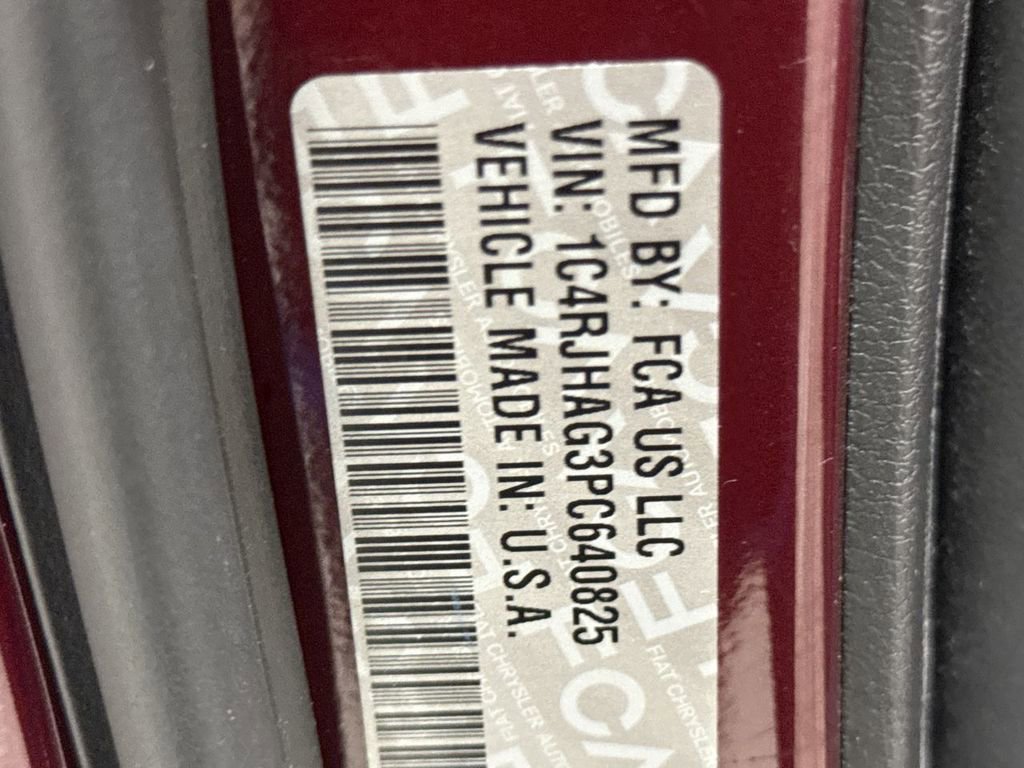 MFD BY: FCA US LLC
VIN: 1C4RJHAG3PC640825
VEHICLE MADE IN: U.S.A.